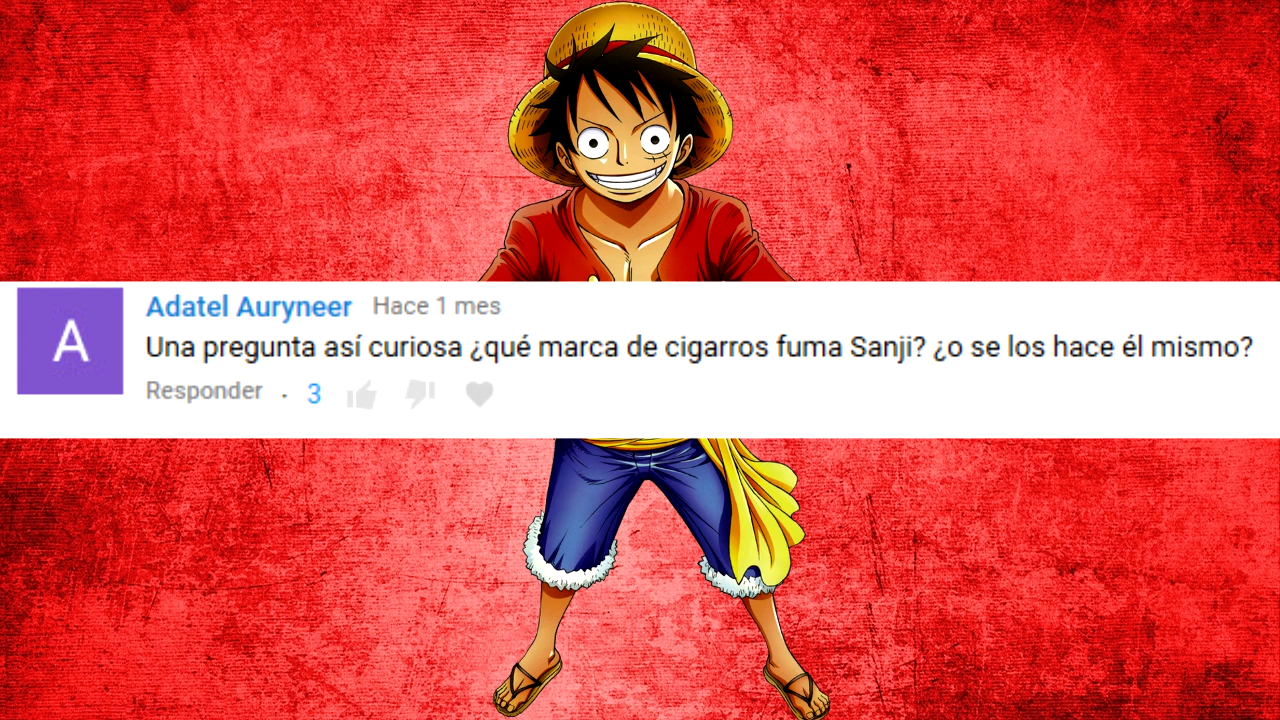 A
Adatel Auryneer Hace 1 mes
Una pregunta así curiosa ¿qué marca de cigarros fuma Sanji? ¿o se los hace él mismo?
Responder . 3